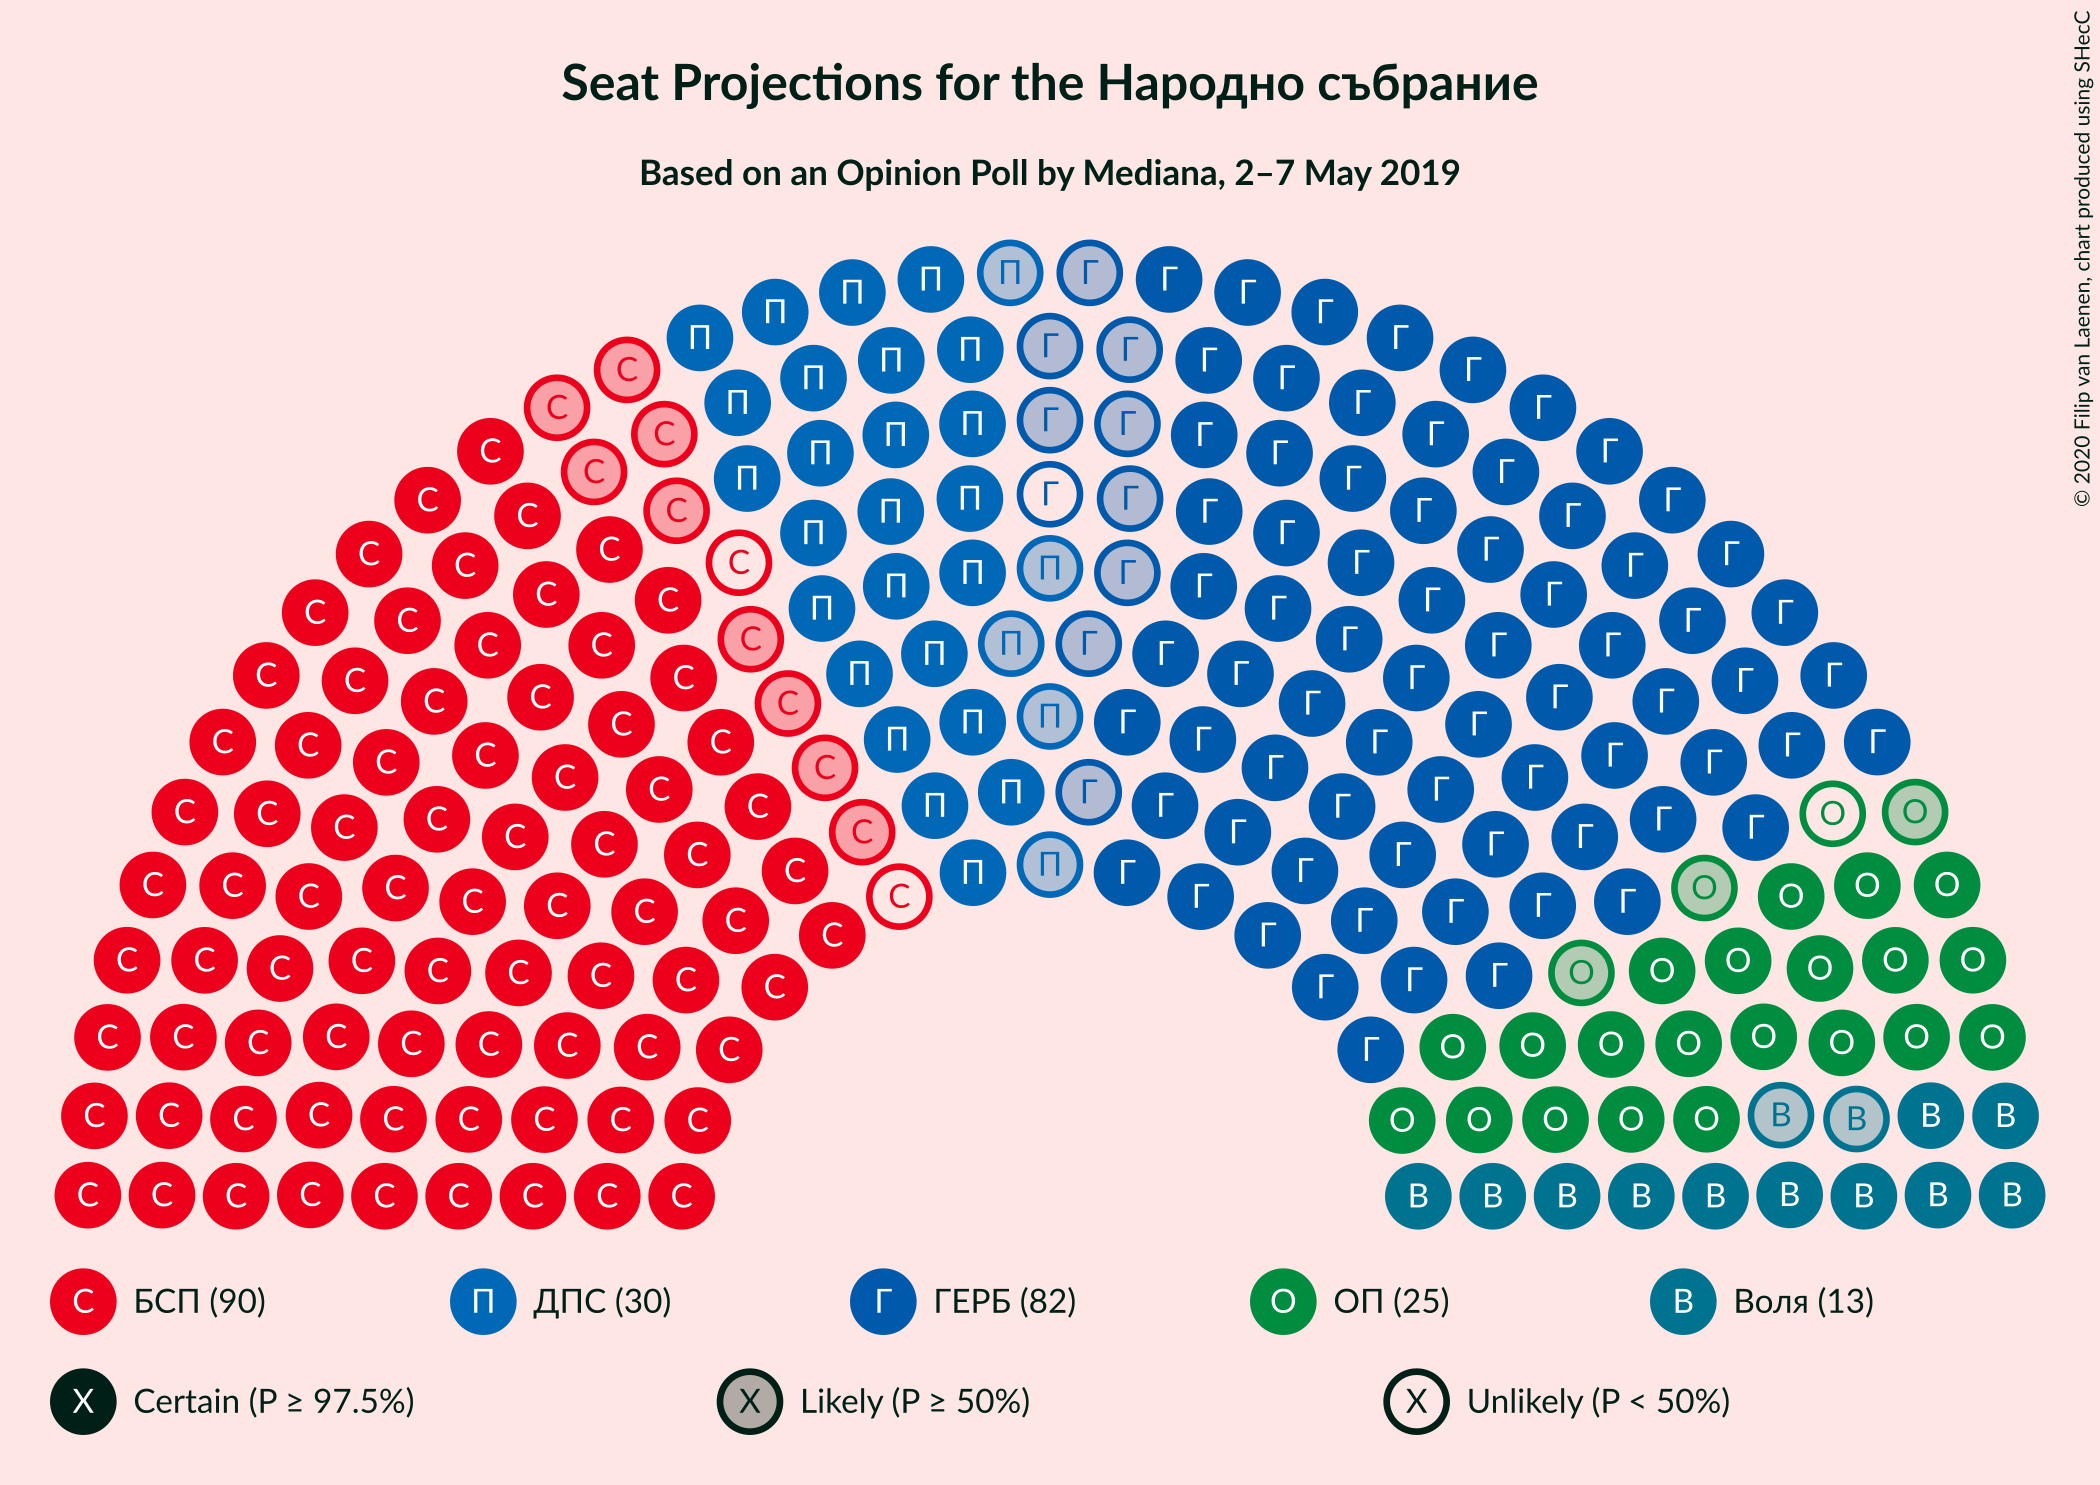 Seat Projections for the Народно събрание
Based on an Opinion Poll by Mediana, 2–7 May 2019
© 2020 Filip van Laenen, chart produced using SHecC
П Г
П П Г Г
П П Г Г
С БСП (90) П ДПС (30) Г ГЕРБ (82) О ОП (25) В Воля (13)
X Certain (P ≥ 97.5%) X Likely (P ≥ 50%) X Unlikely (P < 50%)